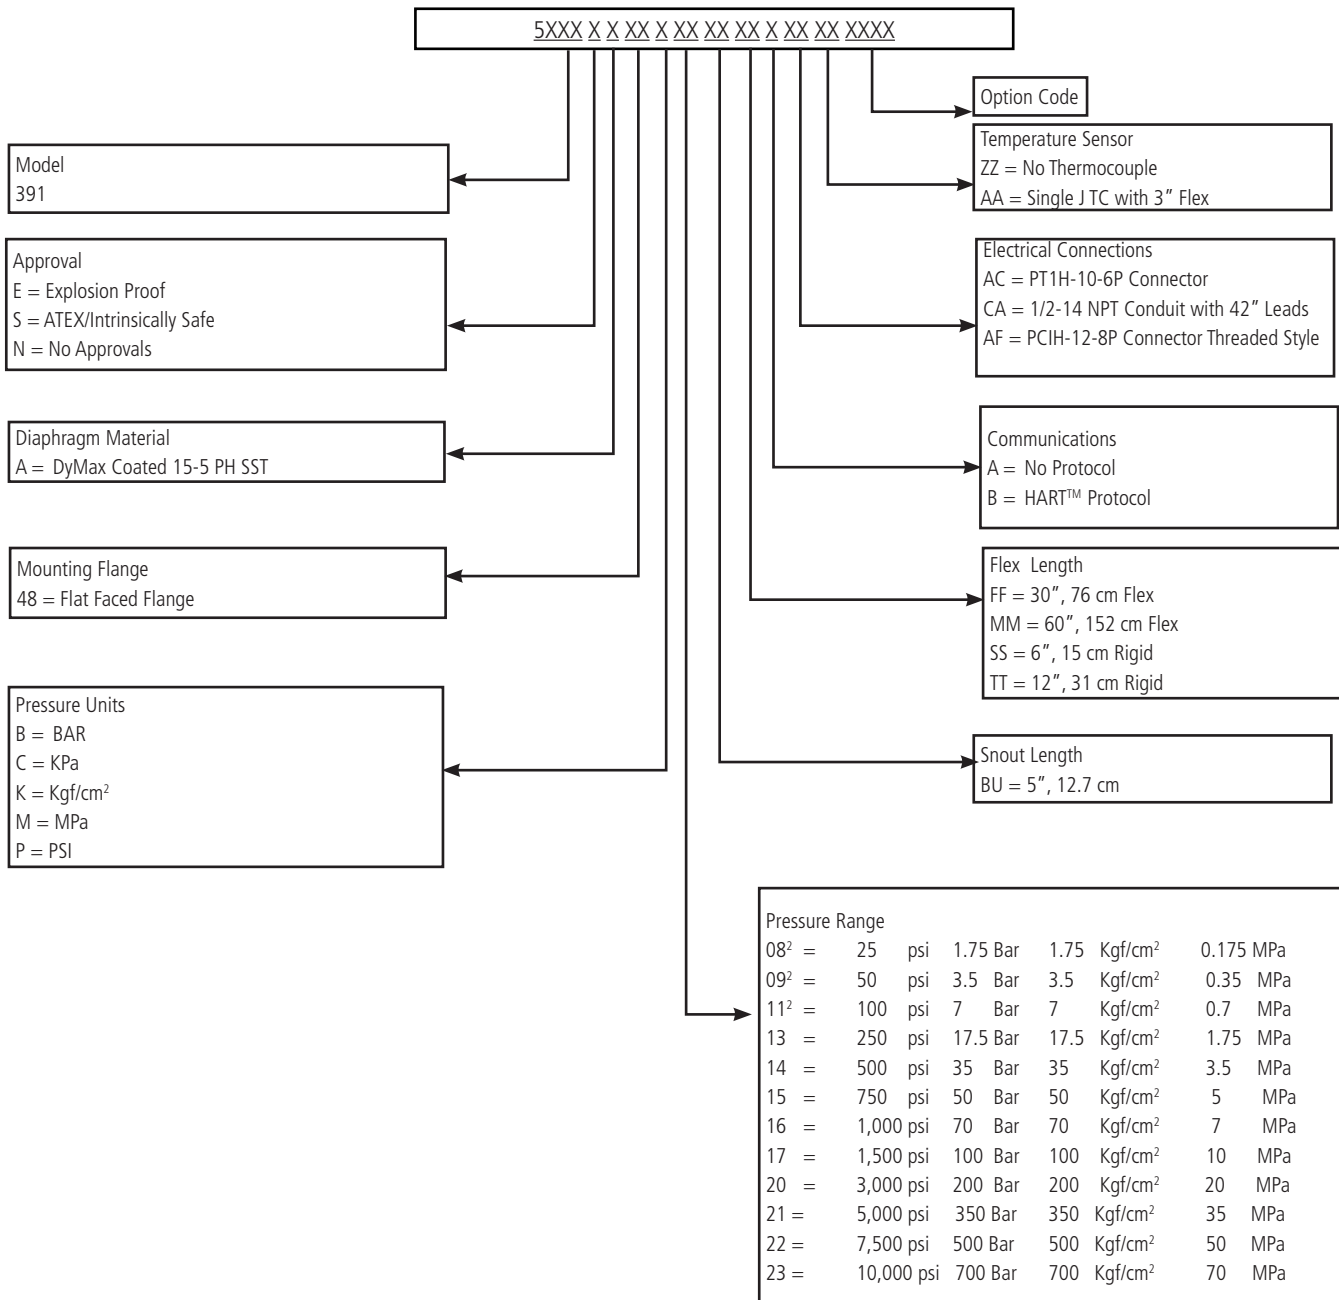 5XXX X X XX X XX XX XX X XX XX XXXX
Option Code
Model
391
Temperature Sensor
ZZ = No Thermocouple
AA = Single J TC with 3” Flex
Approval
E = Explosion Proof
S = ATEX/Intrinsically Safe
N = No Approvals
Electrical Connections
AC = PT1H-10-6P Connector
CA = 1/2-14 NPT Conduit with 42” Leads
AF = PCIH-12-8P Connector Threaded Style
Diaphragm Material
A = DyMax Coated 15-5 PH SST
Communications
A = No Protocol
B = HART™ Protocol
Mounting Flange
48 = Flat Faced Flange
Flex Length
FF = 30”, 76 cm Flex
MM = 60”, 152 cm Flex
SS = 6”, 15 cm Rigid
TT = 12”, 31 cm Rigid
Pressure Units
B = BAR
C = KPa
K = Kgf/cm²
M = MPa
P = PSI
Snout Length
BU = 5”, 12.7 cm
Pressure Range
08² = 25 psi 1.75 Bar 1.75 Kgf/cm² 0.175 MPa
09² = 50 psi 3.5 Bar 3.5 Kgf/cm² 0.35 MPa
11² = 100 psi 7 Bar 7 Kgf/cm² 0.7 MPa
13 = 250 psi 17.5 Bar 17.5 Kgf/cm² 1.75 MPa
14 = 500 psi 35 Bar 35 Kgf/cm² 3.5 MPa
15 = 750 psi 50 Bar 50 Kgf/cm² 5 MPa
16 = 1,000 psi 70 Bar 70 Kgf/cm² 7 MPa
17 = 1,500 psi 100 Bar 100 Kgf/cm² 10 MPa
20 = 3,000 psi 200 Bar 200 Kgf/cm² 20 MPa
21 = 5,000 psi 350 Bar 350 Kgf/cm² 35 MPa
22 = 7,500 psi 500 Bar 500 Kgf/cm² 50 MPa
23 = 10,000 psi 700 Bar 700 Kgf/cm² 70 MPa